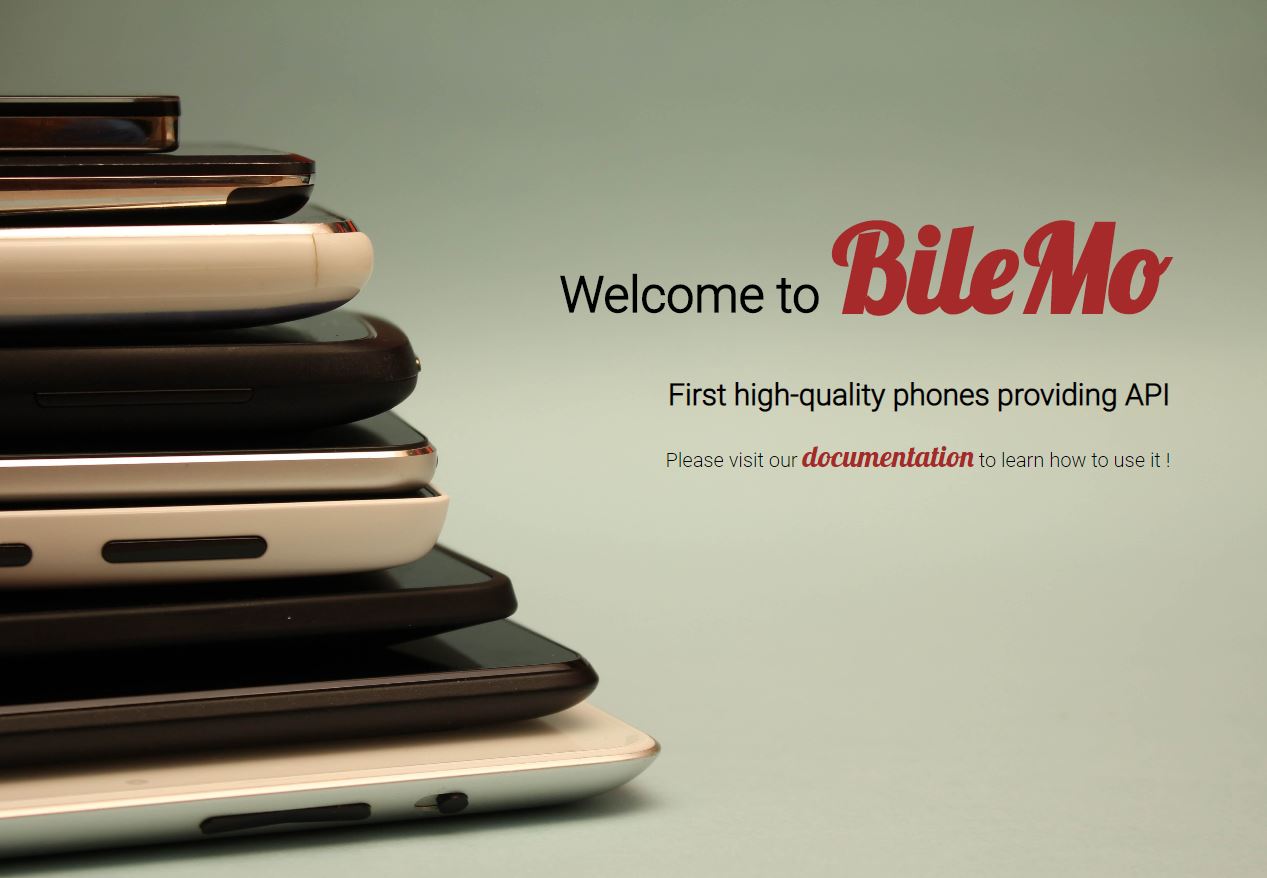 Welcome to BileMo
First high-quality phones providing API
Please visit our documentation to learn how to use it !